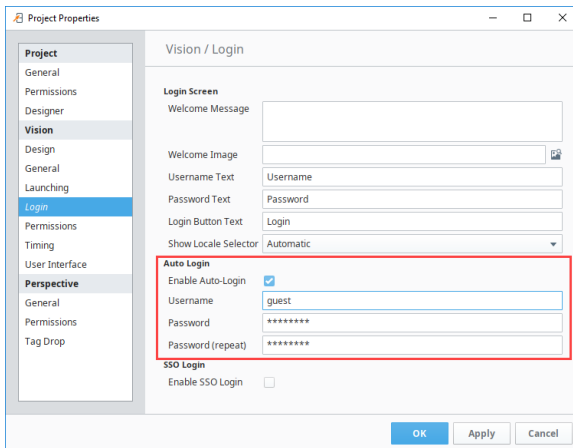 Project Properties
Vision / Login
Project
General
Permissions
Designer
Vision
Design
General
Launching
Login
Permissions
Timing
User Interface
Perspective
General
Permissions
Tag Drop
Login Screen
Welcome Message
Welcome Image
Username Text Username
Password Text Password
Login Button Text Login
Show Locale Selector Automatic
Auto Login
Enable Auto-Login
Username guest
Password ********
Password (repeat) ********
SSO Login
Enable SSO Login
OK Apply Cancel